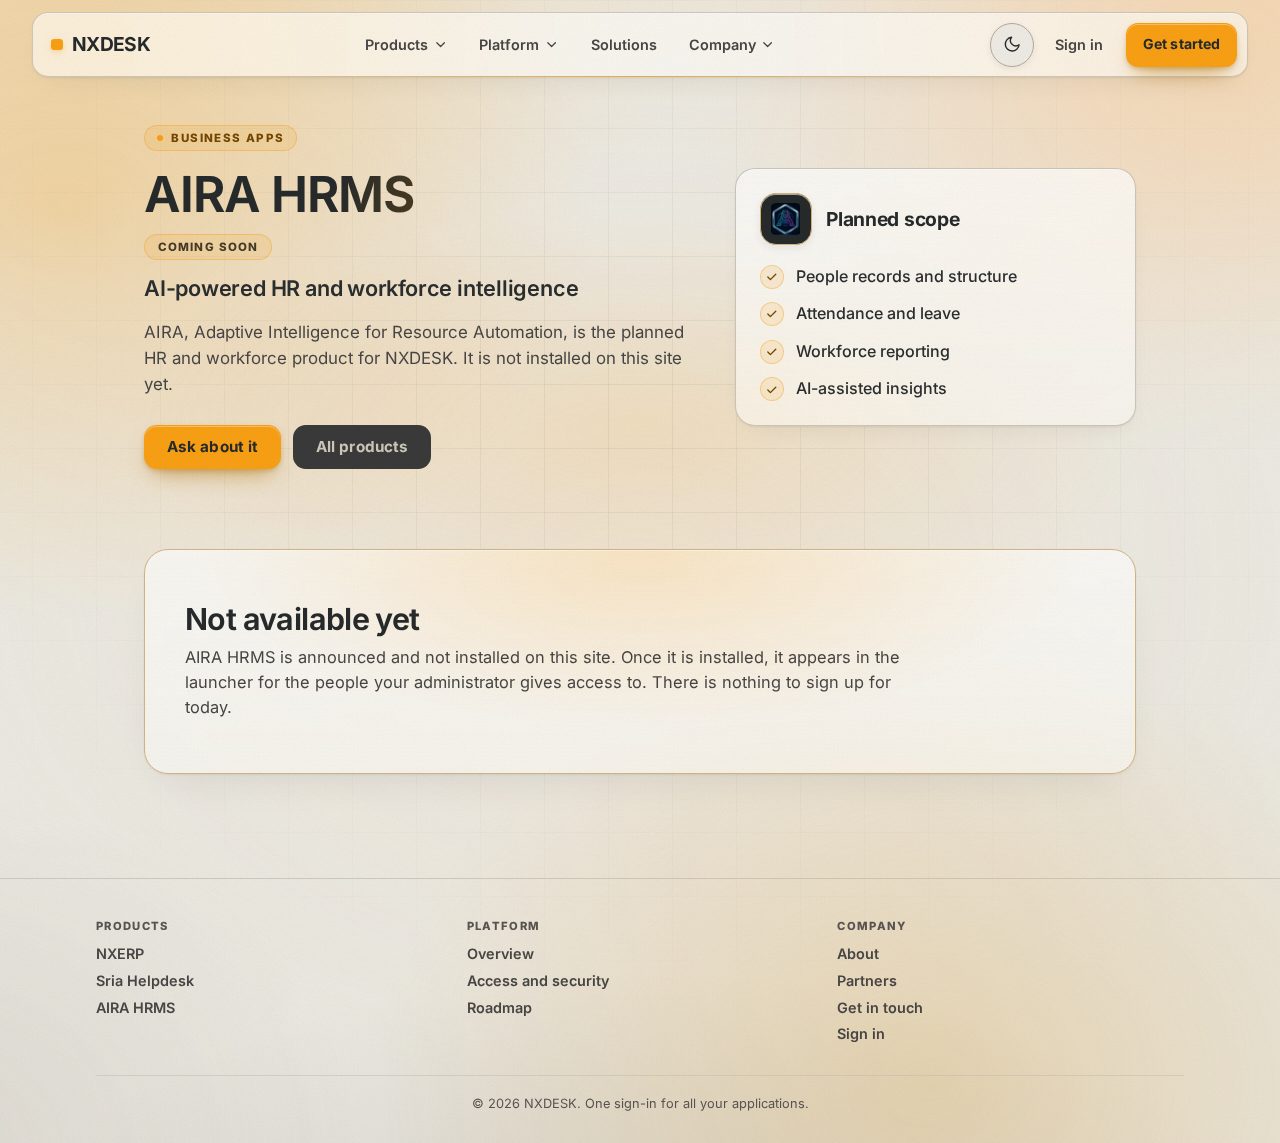 NXDESK
Products
Platform
Solutions
Company
Sign in
Get started
BUSINESS APPS
AIRA HRMS
COMING SOON
AI-powered HR and workforce intelligence
AIRA, Adaptive Intelligence for Resource Automation, is the planned
HR and workforce product for NXDESK. It is not installed on this site
yet.
Ask about it
All products
Planned scope
People records and structure
Attendance and leave
Workforce reporting
AI-assisted insights
Not available yet
AIRA HRMS is announced and not installed on this site. Once it is installed, it appears in the
launcher for the people your administrator gives access to. There is nothing to sign up for
today.
PRODUCTS
NXERP
Sria Helpdesk
AIRA HRMS
PLATFORM
Overview
Access and security
Roadmap
COMPANY
About
Partners
Get in touch
Sign in
© 2026 NXDESK. One sign-in for all your applications.